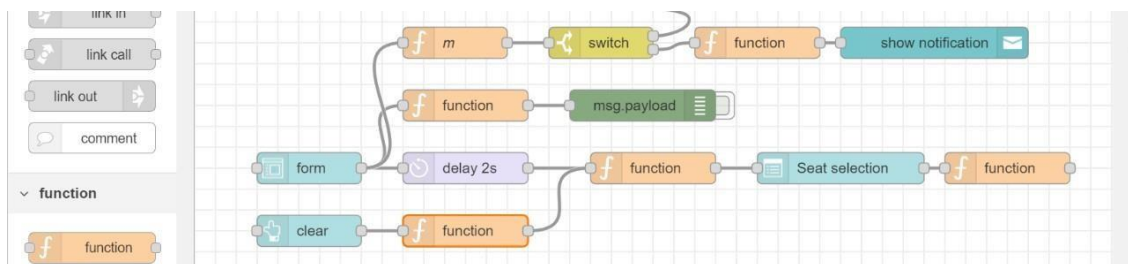 link in
link call
link out
comment
function
function
m
switch
function
show notification
function
msg.payload
form
delay 2s
function
Seat selection
function
clear
function